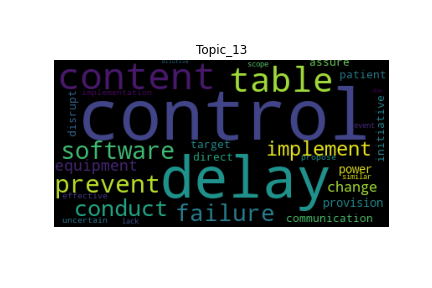 Topic_13
solution scope assure
content table patient
implementation
disrupt control initiative
event
software target implement
direct propose
equipment delay power
similar
prevent change
effective conduct failure provision
uncertain lack communication